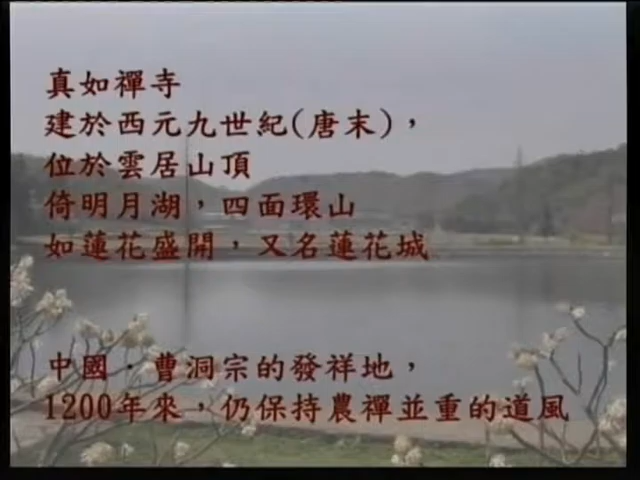 真如禪寺
建於西元九世紀(唐末)，
位於雲居山頂
倚明月湖，四面環山
如蓮花盛開，又名蓮花城
中國．曹洞宗的發祥地，
1200年來，仍保持農禪並重的道風